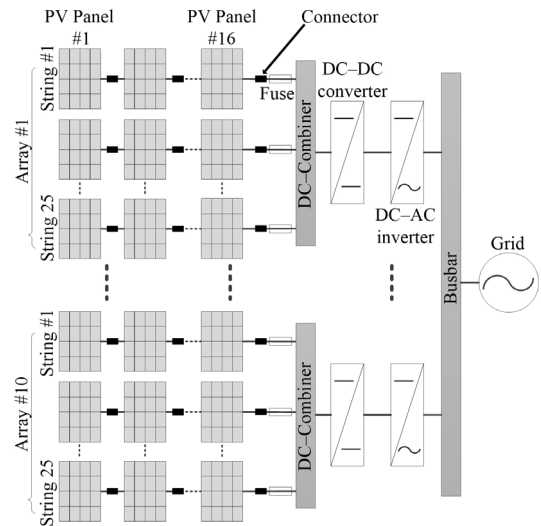 PV Panel
#1
PV Panel
#16
Connector
String #1
Fuse
DC–DC
converter
Array #1
DC–Combiner
String 25
DC–AC
inverter
Busbar
Grid
String #1
Array #10
DC–Combiner
String 25